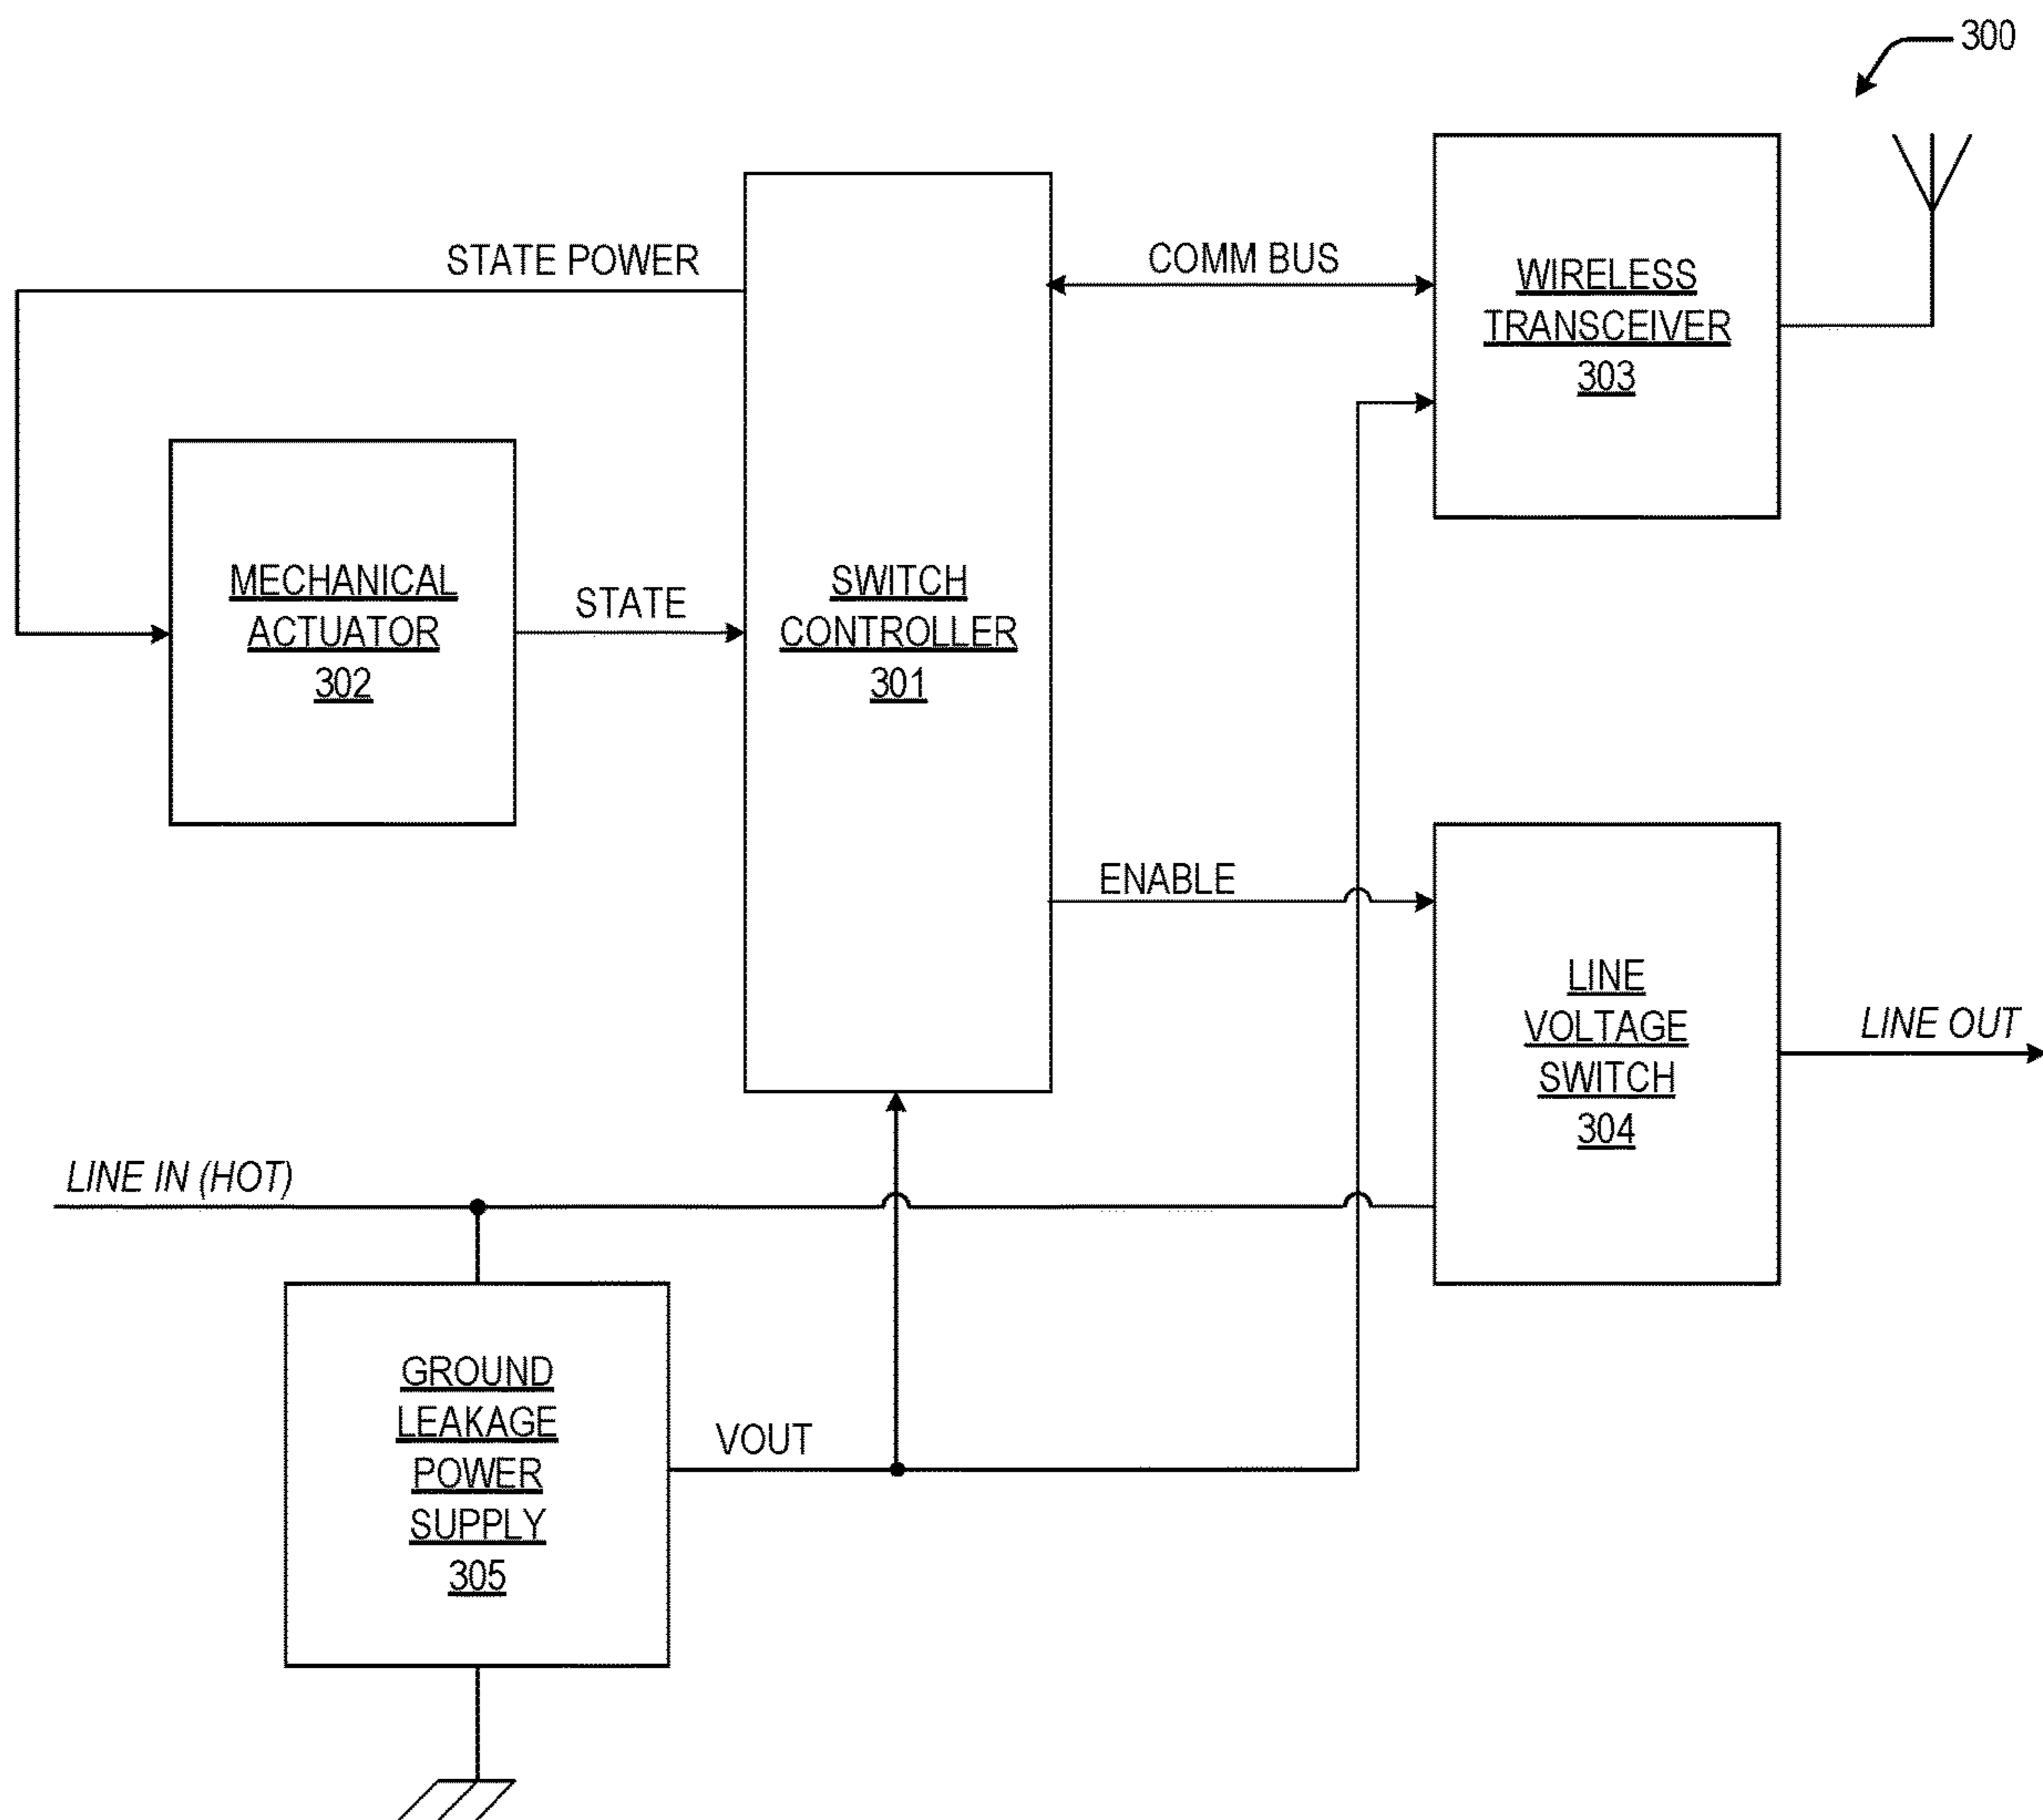 300
STATE POWER
COMM BUS
WIRELESS
TRANSCEIVER
303
MECHANICAL
ACTUATOR
302
STATE
SWITCH
CONTROLLER
301
ENABLE
LINE
VOLTAGE
SWITCH
304
LINE OUT
LINE IN (HOT)
GROUND
LEAKAGE
POWER
SUPPLY
305
VOUT